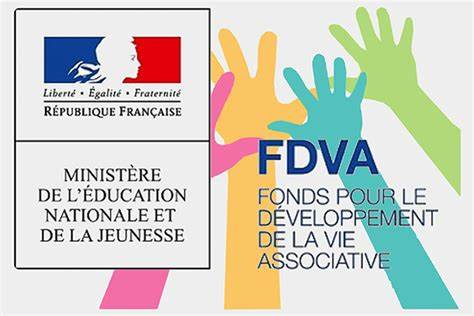 Liberté • Égalité • Fraternité
RÉPUBLIQUE FRANÇAISE
MINISTÈRE
DE L'ÉDUCATION
NATIONALE ET
DE LA JEUNESSE
FDVA
FONDS POUR LE
DÉVELOPPEMENT
DE LA VIE
ASSOCIATIVE